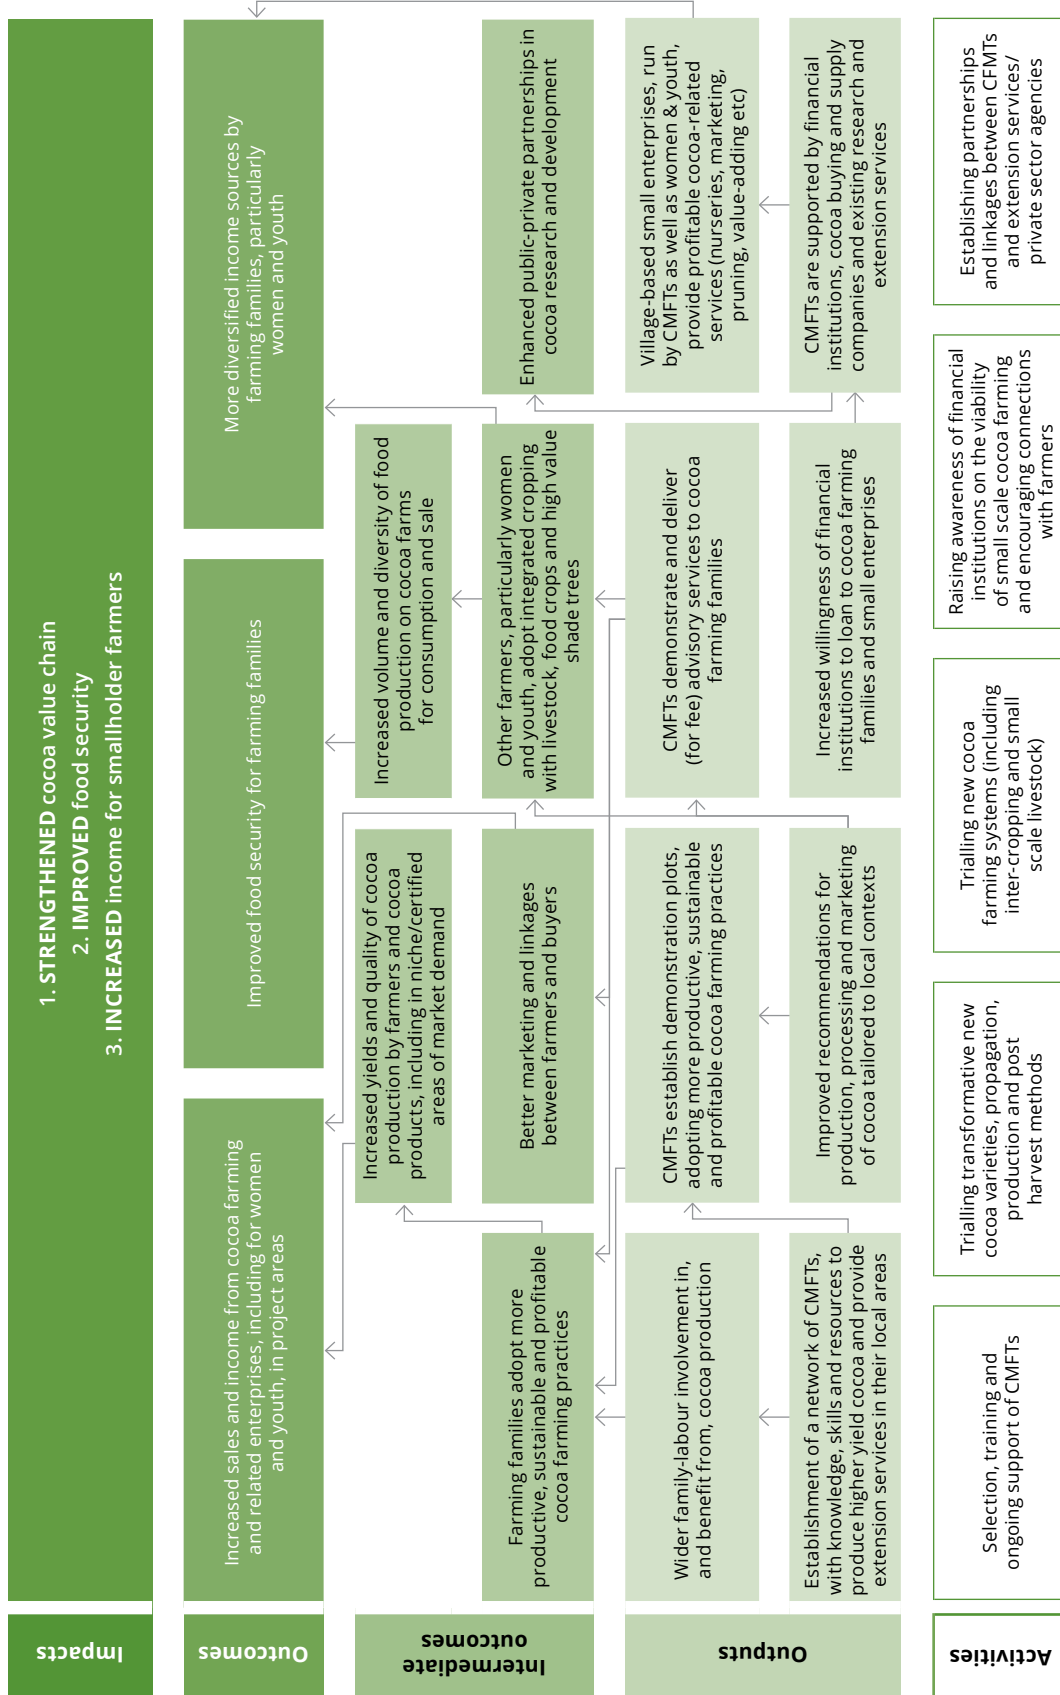 Impacts
1. STRENGTHENED cocoa value chain
2. IMPROVED food security
3. INCREASED income for smallholder farmers
Outcomes
Increased sales and income from cocoa farming
and related enterprises, including for women
and youth, in project areas
Improved food security for farming families
More diversified income sources by
farming families, particularly
women and youth
Intermediate
outcomes
Increased yields and quality of cocoa
production by farmers and cocoa
products, including in niche/certified
areas of market demand
Increased volume and diversity of food
production on cocoa farms
for consumption and sale
Farming families adopt more
productive, sustainable and profitable
cocoa farming practices
Better marketing and linkages
between farmers and buyers
Other farmers, particularly women
and youth, adopt integrated cropping
with livestock, food crops and high value
shade trees
Enhanced public-private partnerships in
cocoa research and development
Outputs
Wider family-labour involvement in,
and benefit from, cocoa production
CMFTs establish demonstration plots,
adopting more productive, sustainable
and profitable cocoa farming practices
CMFTs demonstrate and deliver
(for fee) advisory services to cocoa
farming families
Village-based small enterprises, run
by CMFTs as well as women & youth,
provide profitable cocoa-related
services (nurseries, marketing,
pruning, value-adding etc)
Establishment of a network of CMFTs,
with knowledge, skills and resources to
produce higher yield cocoa and provide
extension services in their local areas
Improved recommendations for
production, processing and marketing
of cocoa tailored to local contexts
Increased willingness of financial
institutions to loan to cocoa farming
families and small enterprises
CMFTs are supported by financial
institutions, cocoa buying and supply
companies and existing research and
extension services
Activities
Selection, training and
ongoing support of CMFTs
Trialling transformative new
cocoa varieties, propagation,
production and post
harvest methods
Trialling new cocoa
farming systems (including
inter-cropping and small
scale livestock)
Raising awareness of financial
institutions on the viability
of small scale cocoa farming
and encouraging connections
with farmers
Establishing partnerships
and linkages between CFMTs
and extension services/
private sector agencies